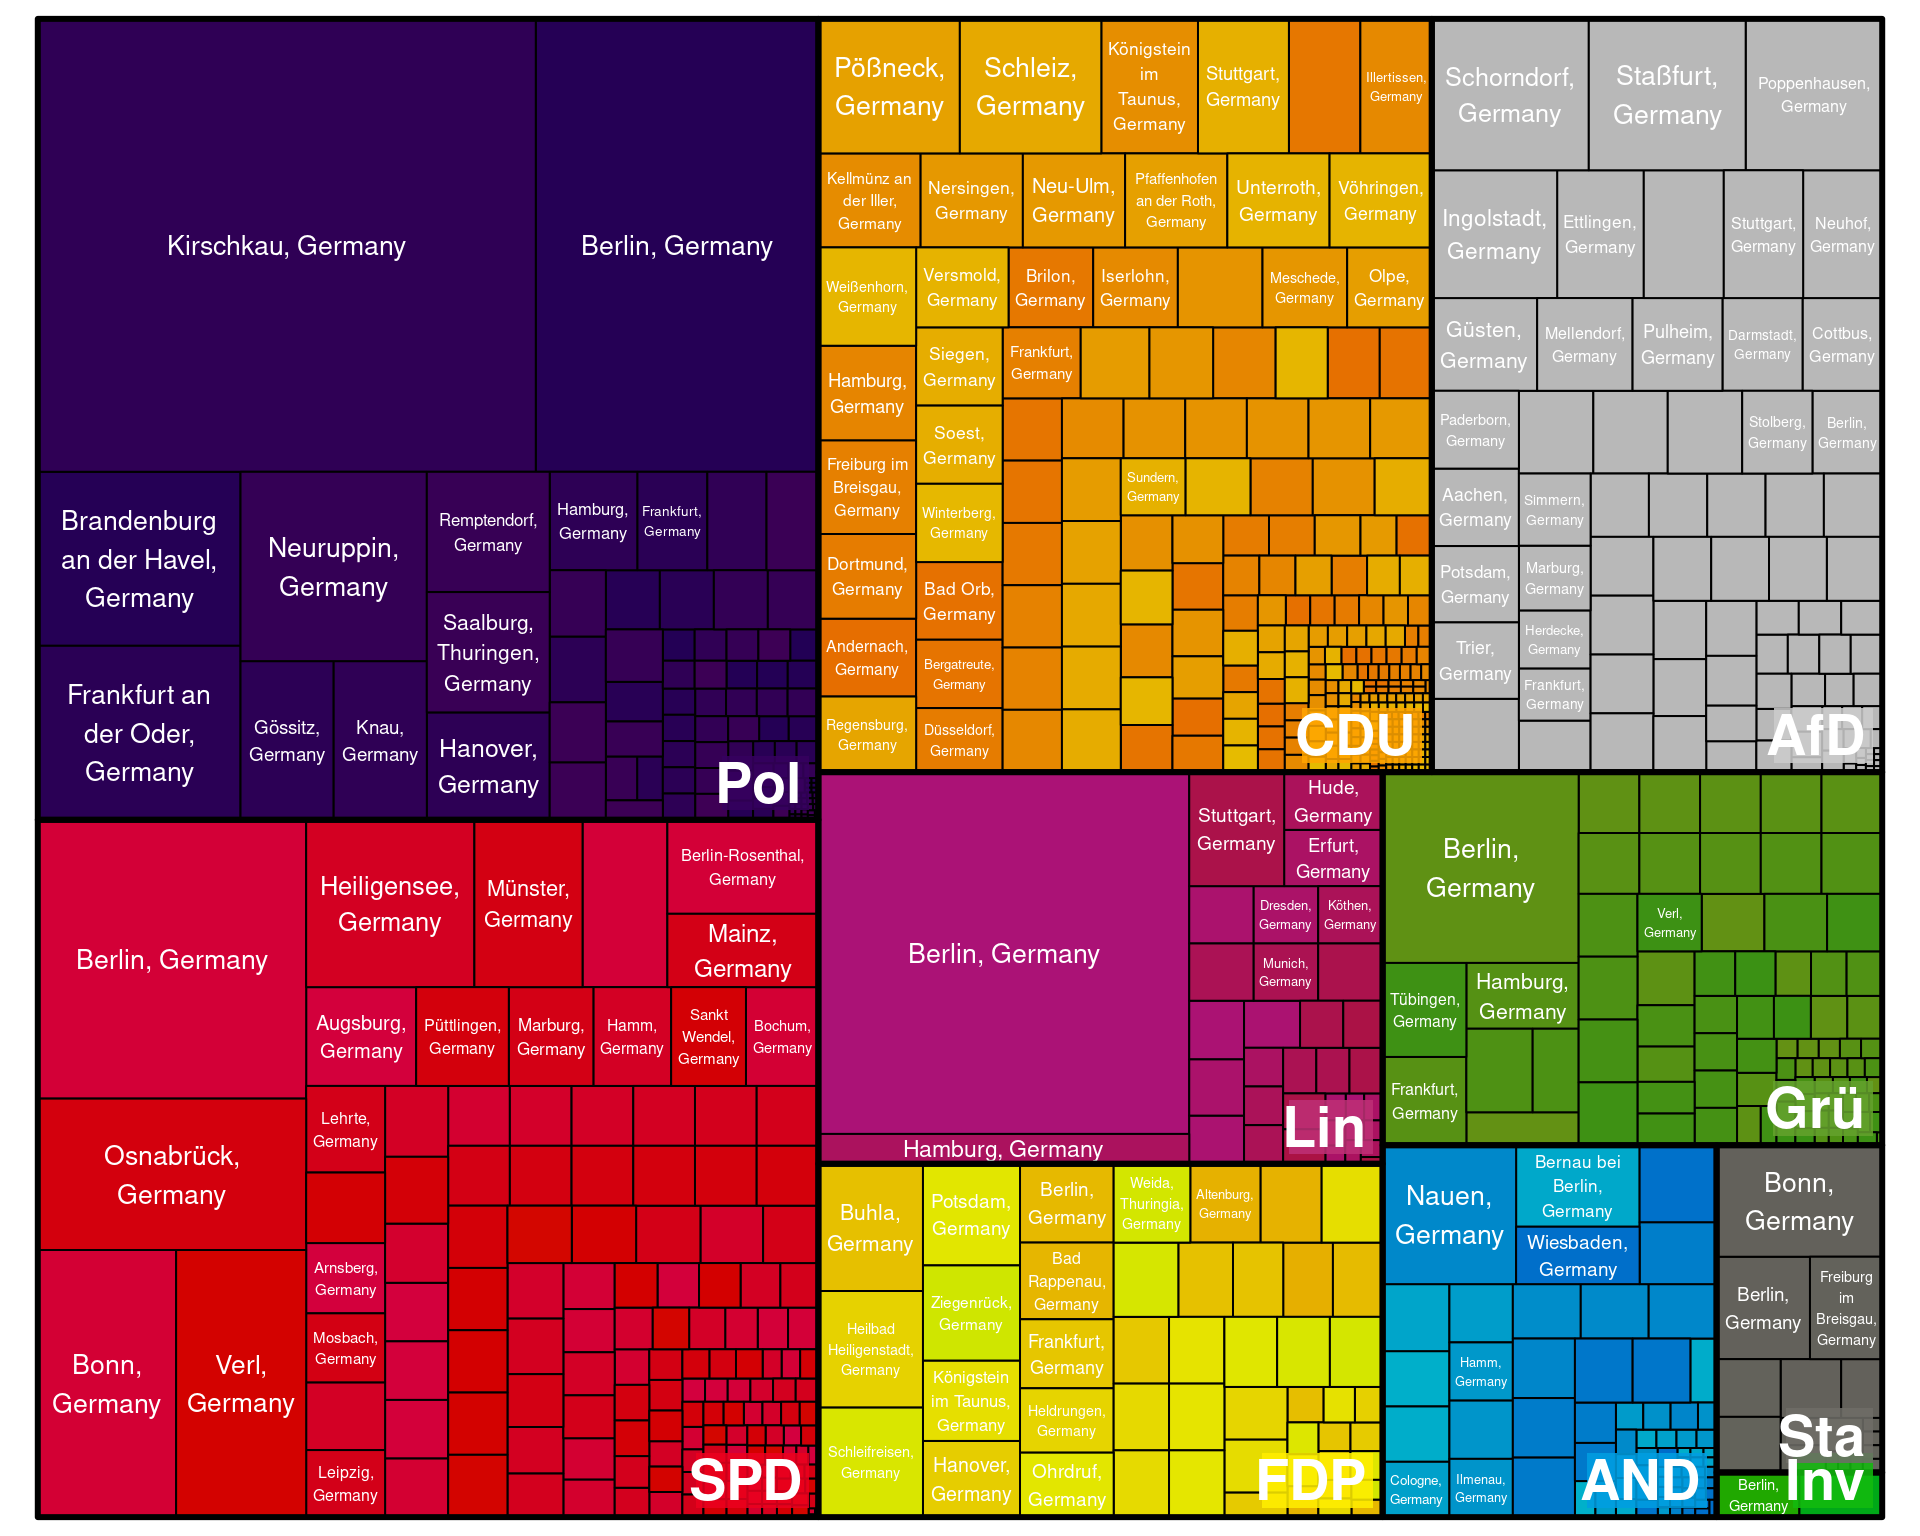 Kirschkau, Germany
Berlin, Germany
Brandenburg
an der Havel,
Germany
Frankfurt an
der Oder,
Germany
Neuruppin,
Germany
Gössitz,
Germany
Knau,
Germany
Remptendorf,
Germany
Saalburg,
Thuringen,
Germany
Hanover,
Germany
Hamburg,
Germany
Frankfurt,
Germany
Pol
Pößneck,
Germany
Schleiz,
Germany
Königstein
im
Taunus,
Germany
Stuttgart,
Germany
Illertissen,
Germany
Kellmünz an
der Iller,
Germany
Nersingen,
Germany
Neu-Ulm,
Germany
Pfaffenhofen
an der Roth,
Germany
Unterroth,
Germany
Vöhringen,
Germany
Weißenhorn,
Germany
Versmold,
Germany
Brilon,
Germany
Iserlohn,
Germany
Meschede,
Germany
Olpe,
Germany
Hamburg,
Germany
Siegen,
Germany
Frankfurt,
Germany
Freiburg im
Breisgau,
Germany
Soest,
Germany
Sundern,
Germany
Winterberg,
Germany
Dortmund,
Germany
Bad Orb,
Germany
Andernach,
Germany
Bergatreute,
Germany
Regensburg,
Germany
Düsseldorf,
Germany
CDU
Schorndorf,
Germany
Staßfurt,
Germany
Poppenhausen,
Germany
Ingolstadt,
Germany
Ettlingen,
Germany
Stuttgart,
Germany
Neuhof,
Germany
Güsten,
Germany
Mellendorf,
Germany
Pulheim,
Germany
Darmstadt,
Germany
Cottbus,
Germany
Paderborn,
Germany
Stolberg,
Germany
Berlin,
Germany
Aachen,
Germany
Simmern,
Germany
Potsdam,
Germany
Marburg,
Germany
Trier,
Germany
Herdecke,
Germany
Frankfurt,
Germany
AfD
Berlin, Germany
Heiligensee,
Germany
Münster,
Germany
Berlin-Rosenthal,
Germany
Mainz,
Germany
Augsburg,
Germany
Püttlingen,
Germany
Marburg,
Germany
Hamm,
Germany
Sankt
Wendel,
Germany
Bochum,
Germany
Osnabrück,
Germany
Lehrte,
Germany
Arnsberg,
Germany
Mosbach,
Germany
Leipzig,
Germany
Bonn,
Germany
Verl,
Germany
SPD
Berlin, Germany
Hamburg, Germany
Stuttgart,
Germany
Hude,
Germany
Erfurt,
Germany
Dresden,
Germany
Köthen,
Germany
Munich,
Germany
Lin
Berlin,
Germany
Verl,
Germany
Tübingen,
Germany
Hamburg,
Germany
Frankfurt,
Germany
Grü
Buhla,
Germany
Potsdam,
Germany
Berlin,
Germany
Weida,
Thuringia,
Germany
Altenburg,
Germany
Ziegenrück,
Germany
Bad
Rappenau,
Germany
Heilbad
Heiligenstadt,
Germany
Frankfurt,
Germany
Königstein
im Taunus,
Germany
Heldrungen,
Germany
Schleifreisen,
Germany
Hanover,
Germany
Ohrdruf,
Germany
FDP
Nauen,
Germany
Bernau bei
Berlin,
Germany
Wiesbaden,
Germany
Hamm,
Germany
Cologne,
Germany
Ilmenau,
Germany
AND
Bonn,
Germany
Berlin,
Germany
Freiburg
im
Breisgau,
Germany
Sta
Berlin,
Germany
Inv